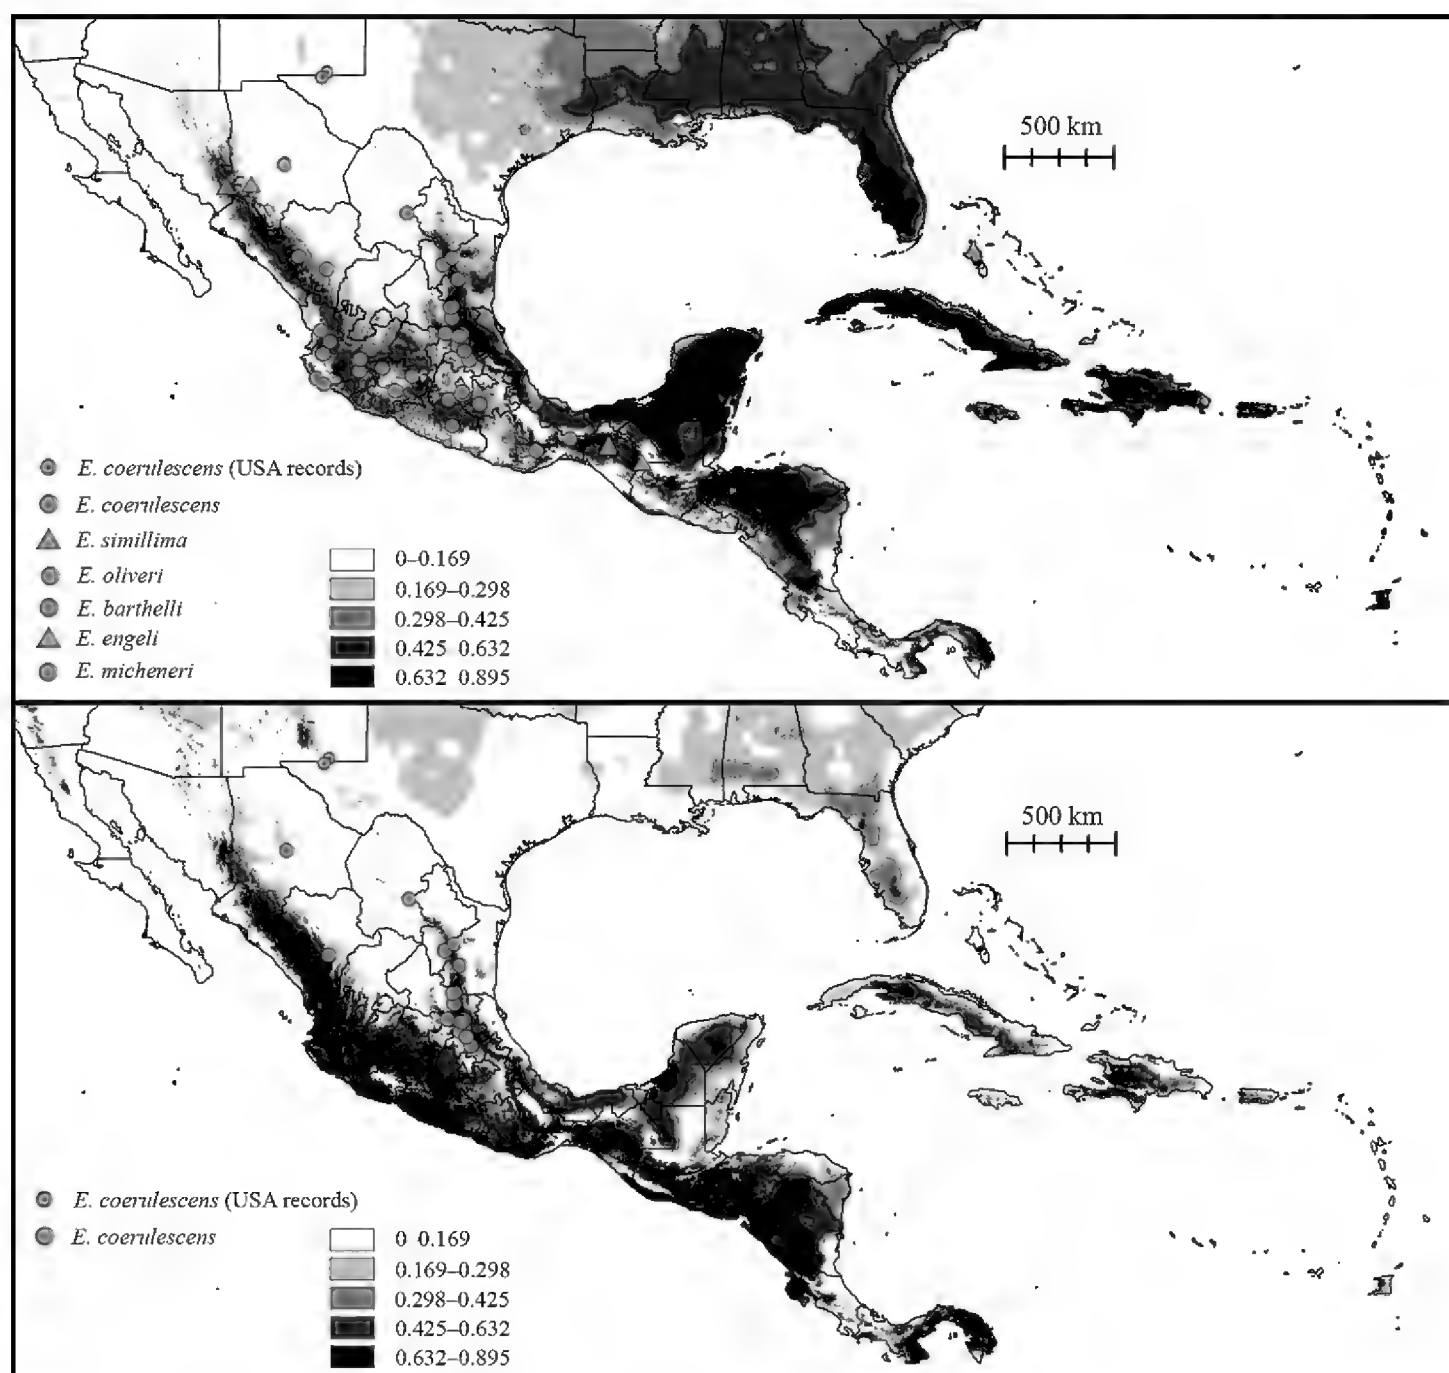 500 km
E. coerulescens (USA records)
E. coerulescens
E. simillima
E. oliveri
E. barthelli
E. engeli
E. micheneri
0–0.169
0.169–0.298
0.298–0.425
0.425–0.632
0.632 0.895
500 km
E. coerulescens (USA records)
E. coerulescens
0 0.169
0.169–0.298
0.298–0.425
0.425–0.632
0.632–0.895